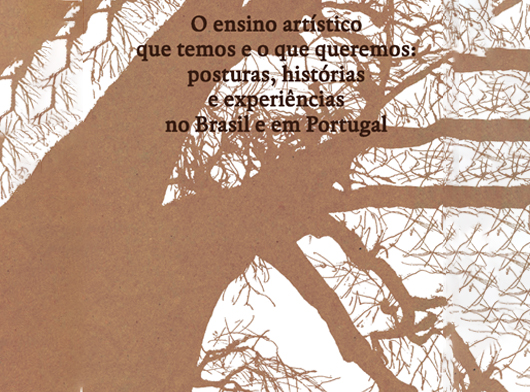 O ensino artístico
que temos e o que queremos:
posturas, histórias
e experiências
no Brasil e em Portugal